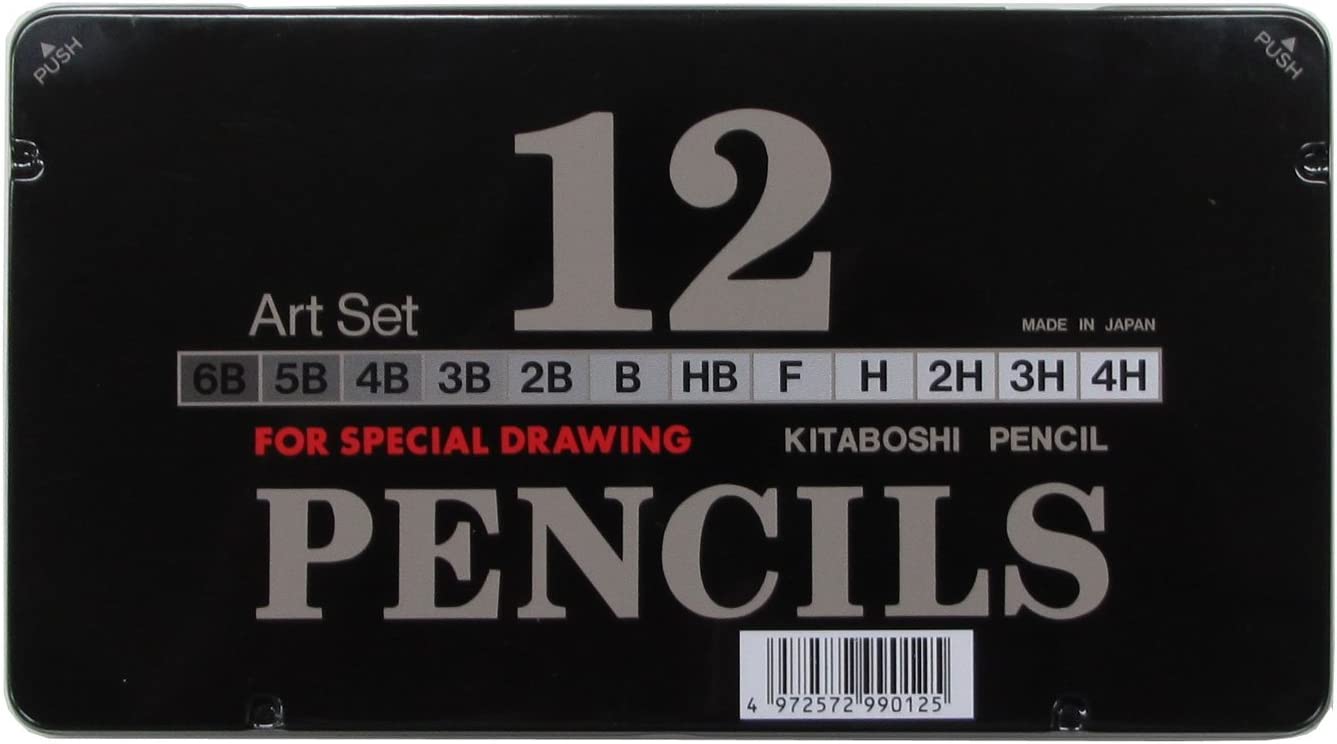 PUSH
PUSH
12
Art Set
MADE IN JAPAN
6B 5B 4B 3B 2B B HB F H 2H 3H 4H
FOR SPECIAL DRAWING KITABOSHI PENCIL
PENCILS
4 972572 990125